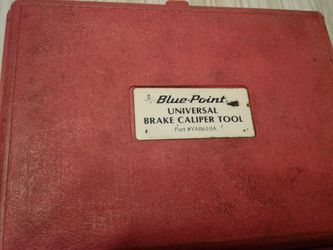 Blue-Point
UNIVERSAL
BRAKE CALIPER TOOL
Part #YA8610A